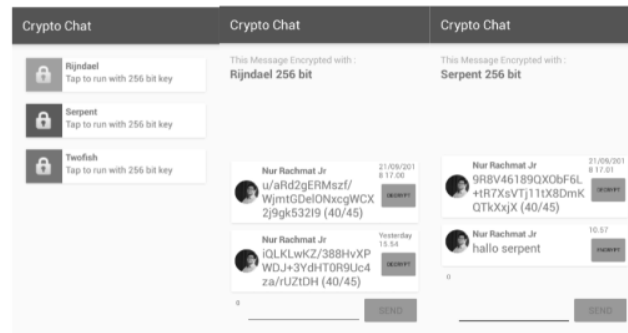 Crypto Chat
Rijndael
Tap to run with 256 bit key
Serpent
Tap to run with 256 bit key
Twofish
Tap to run with 256 bit key
Crypto Chat
This Message Encrypted with :
Rijndael 256 bit
Nur Rachmat Jr
21/09/201
8 17.00
u/aRd2gERMszf/
WjmtGDelONxcgWCX
2j9gk532I9 (40/45)
DECRYPT
Nur Rachmat Jr
Yesterday
15.54
iQLKLwKZ/388HvXP
WDJ+3YdHT0R9Uc4
za/rUZtDH (40/45)
DECRYPT
0
SEND
Crypto Chat
This Message Encrypted with :
Serpent 256 bit
Nur Rachmat Jr
21/09/201
8 17.01
9R8V46189QXObF6L
+tR7XsVTj11tX8DmK
QTkXxjX (40/45)
DECRYPT
Nur Rachmat Jr
10.57
hallo serpent
ENCRYPT
0
SEND